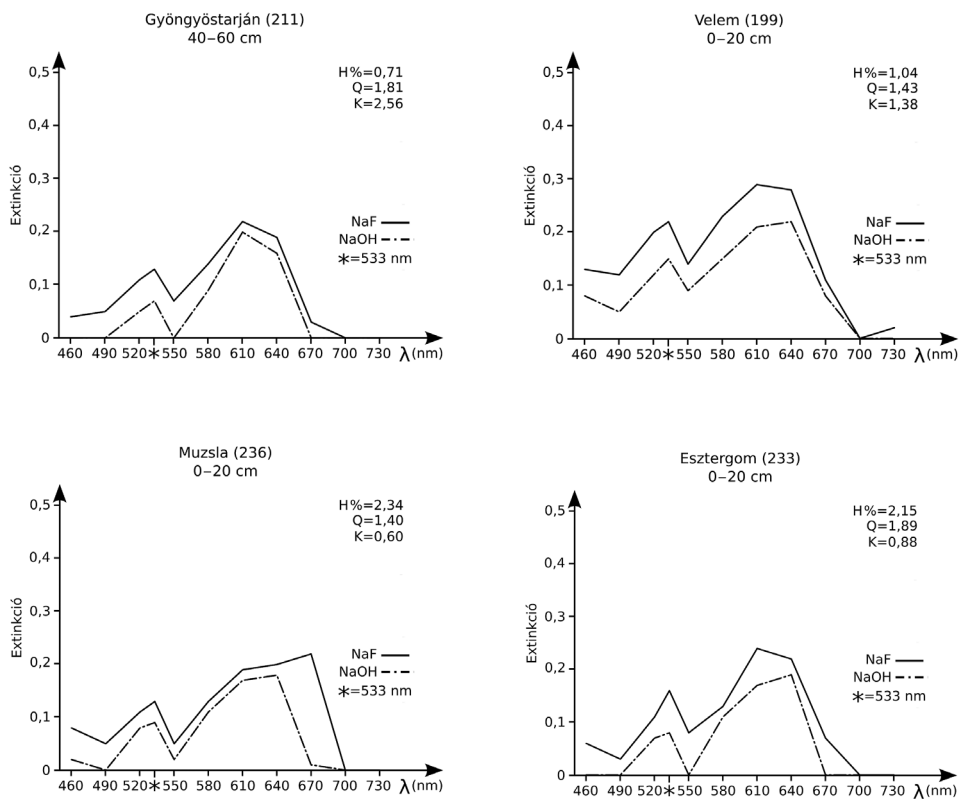 Gyöngyöstarján (211)
40–60 cm
Extinkció
0,5
0,4
0,3
0,2
0,1
0
H%=0,71
Q=1,81
K=2,56
NaF
NaOH
*=533 nm
460 490 520 * 550 580 610 640 670 700 730 λ(nm)
Velem (199)
0–20 cm
Extinkció
0,5
0,4
0,3
0,2
0,1
0
H%=1,04
Q=1,43
K=1,38
NaF
NaOH
*=533 nm
460 490 520 * 550 580 610 640 670 700 730 λ(nm)
Muzsla (236)
0–20 cm
Extinkció
0,5
0,4
0,3
0,2
0,1
0
H%=2,34
Q=1,40
K=0,60
NaF
NaOH
*=533 nm
460 490 520 * 550 580 610 640 670 700 730 λ(nm)
Esztergom (233)
0–20 cm
Extinkció
0,5
0,4
0,3
0,2
0,1
0
H%=2,15
Q=1,89
K=0,88
NaF
NaOH
*=533 nm
460 490 520 * 550 580 610 640 670 700 730 λ(nm)